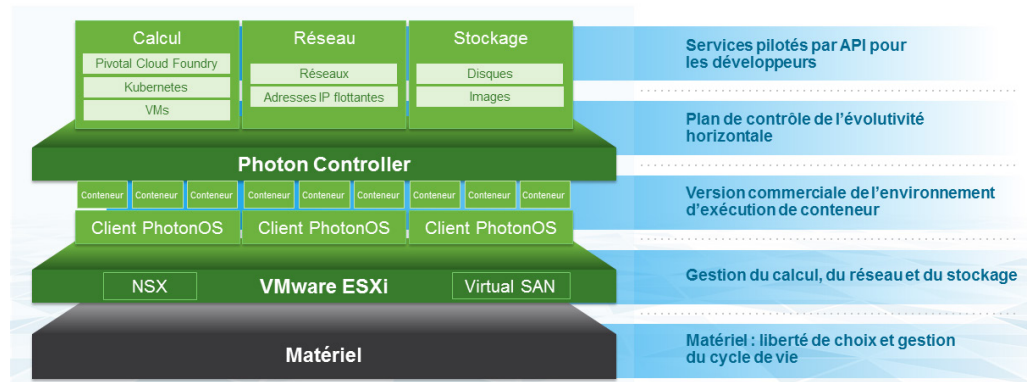 Calcul
Pivotal Cloud Foundry
Kubernetes
VMs
Réseau
Réseaux
Adresses IP flottantes
Stockage
Disques
Images
Services pilotés par API pour
les développeurs
Photon Controller
Plan de contrôle de l'évolutivité
horizontale
Conteneur Conteneur Conteneur Conteneur Conteneur Conteneur Conteneur Conteneur Conteneur
Client PhotonOS Client PhotonOS Client PhotonOS
Version commerciale de l'environnement
d'exécution de conteneur
NSX VMware ESXi Virtual SAN
Gestion du calcul, du réseau et du stockage
Matériel
Matériel : liberté de choix et gestion
du cycle de vie